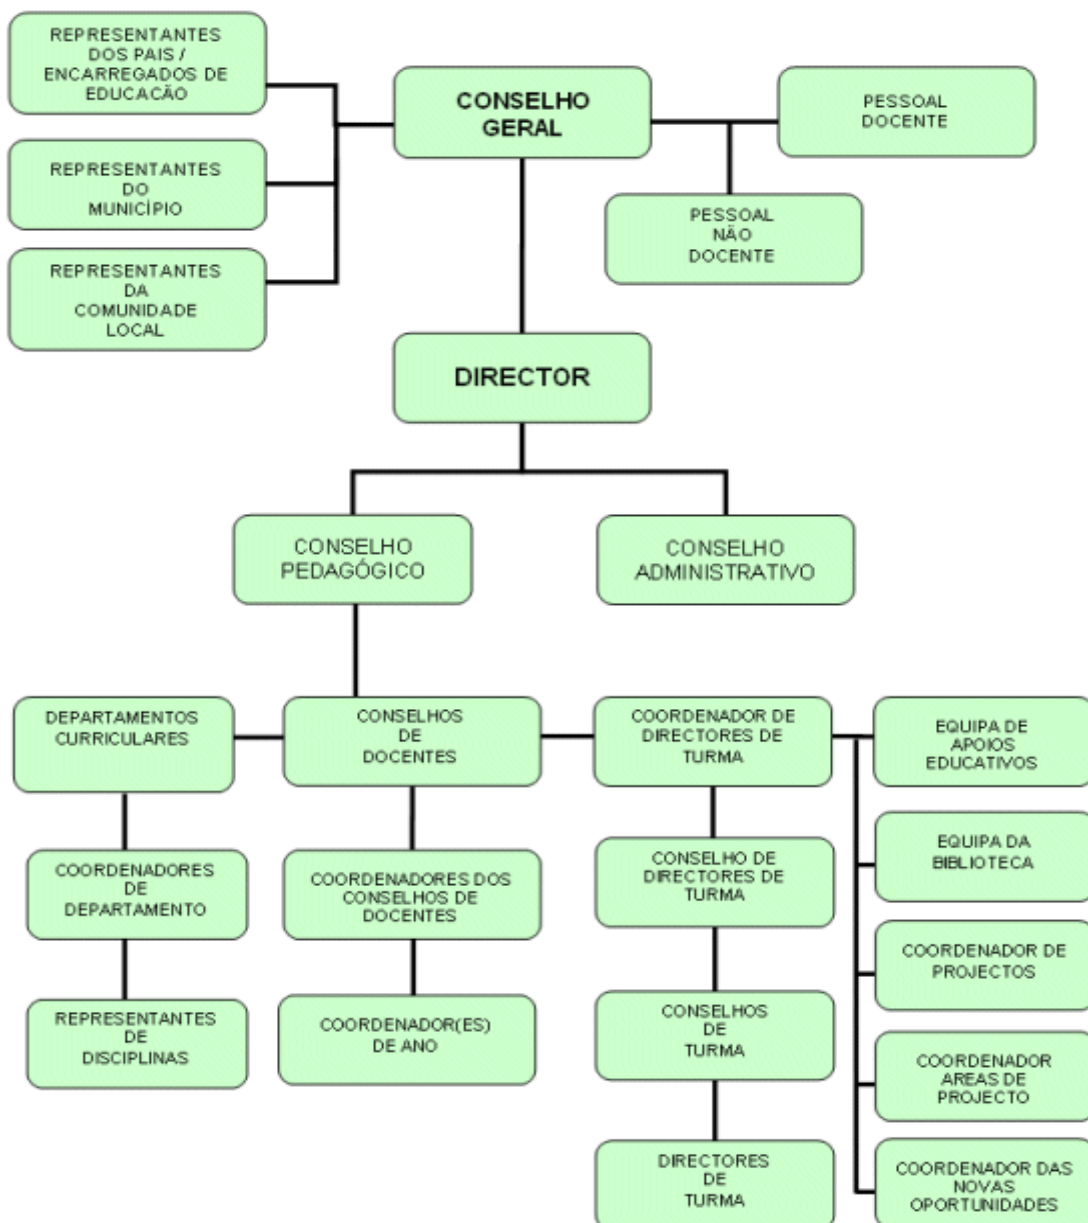 REPRESENTANTES
DOS PAIS /
ENCARREGADOS DE
EDUCACÃO
CONSELHO
GERAL
PESSOAL
DOCENTE
REPRESENTANTES
DO
MUNICÍPIO
PESSOAL
NÃO
DOCENTE
REPRESENTANTES
DA
COMUNIDADE
LOCAL
DIRECTOR
CONSELHO
PEDAGÓGICO
CONSELHO
ADMINISTRATIVO
DEPARTAMENTOS
CURRICULARES
CONSELHOS
DE
DOCENTES
COORDENADOR DE
DIRECTORES DE
TURMA
EQUIPA DE
APOIOS
EDUCATIVOS
COORDENADORES
DE
DEPARTAMENTO
COORDENADORES DOS
CONSELHOS DE
DOCENTES
CONSELHO DE
DIRECTORES DE
TURMA
EQUIPA DA
BIBLIOTECA
COORDENADOR DE
PROJECTOS
REPRESENTANTES
DE
DISCIPLINAS
COORDENADOR(ES)
DE ANO
CONSELHOS
DE
TURMA
COORDENADOR
AREAS DE
PROJECTO
DIRECTORES
DE
TURMA
COORDENADOR DAS
NOVAS
OPORTUNIDADES